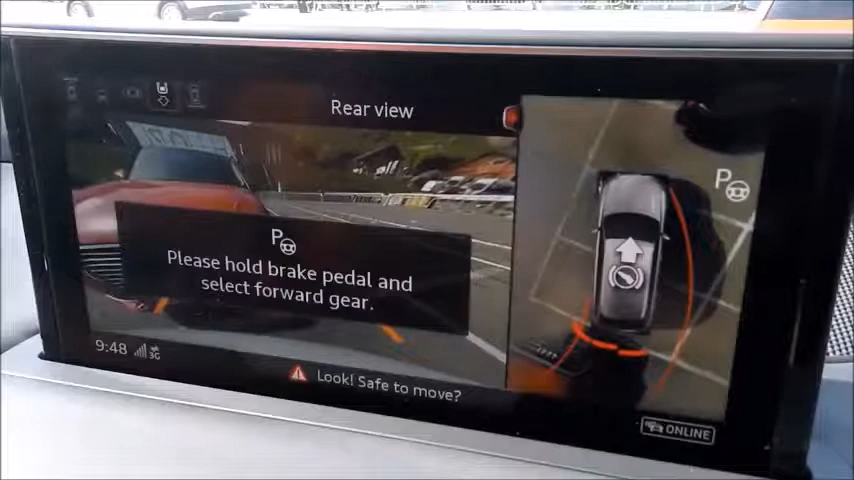 Rear view
P
P
Please hold brake pedal and
select forward gear.
9:48 3G
Look! Safe to move?
ONLINE